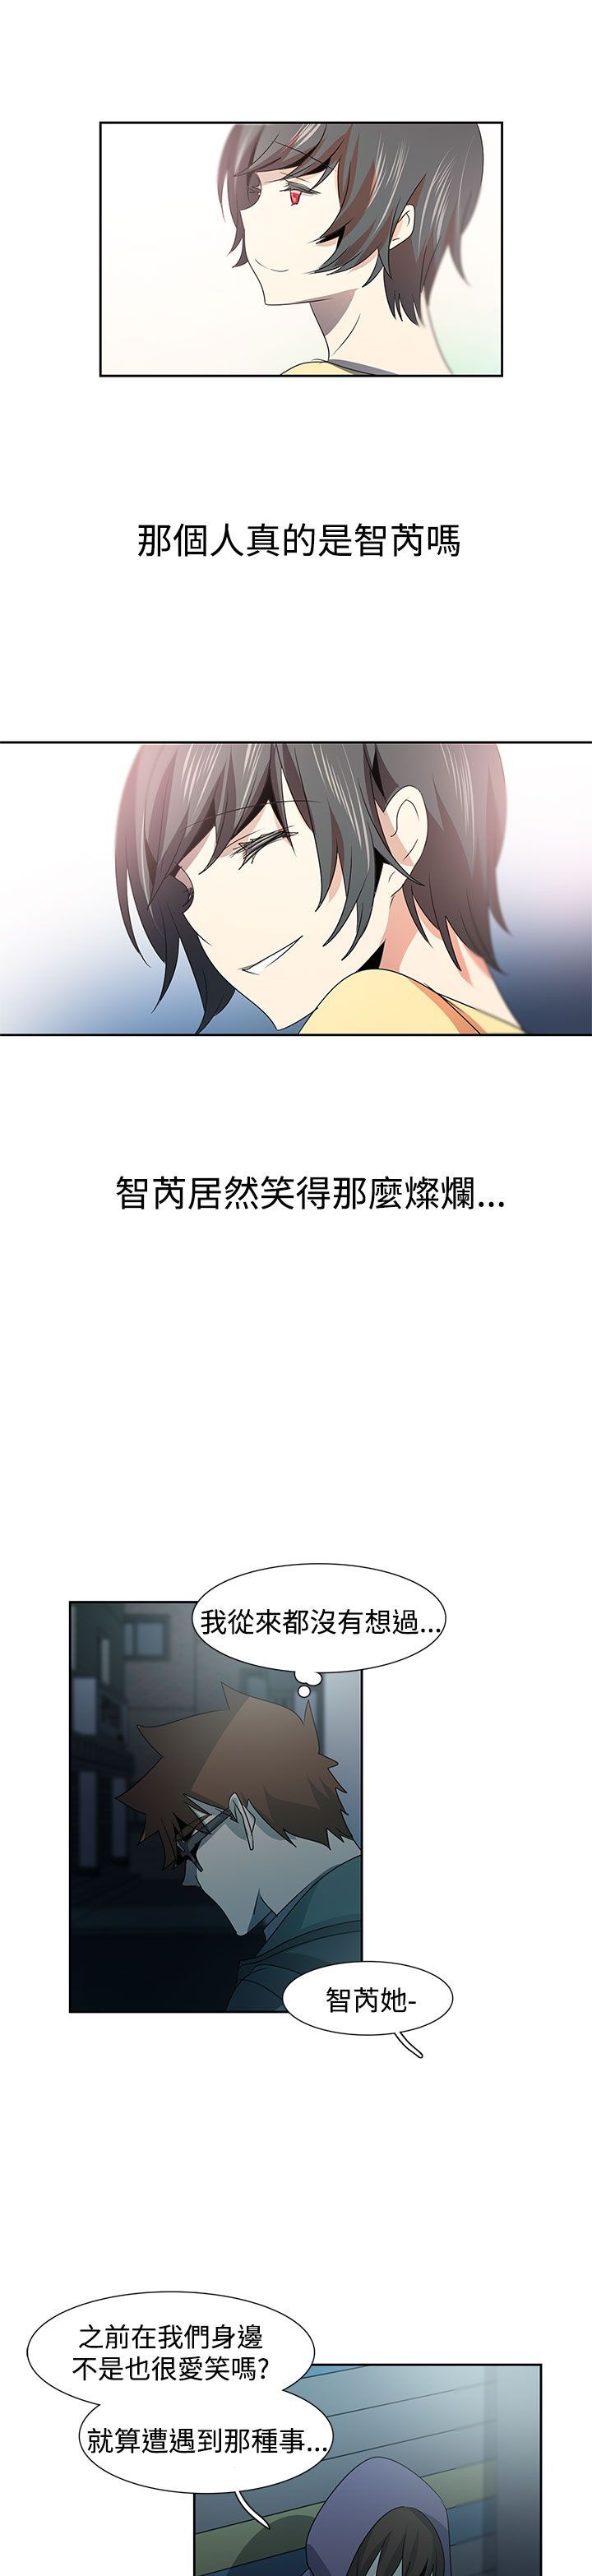 那個人真的是智芮嗎
智芮居然笑得那麼燦爛...
我從來都沒有想過...
智芮她-
之前在我們身邊
不是也很愛笑嗎?
就算遭遇到那種事...